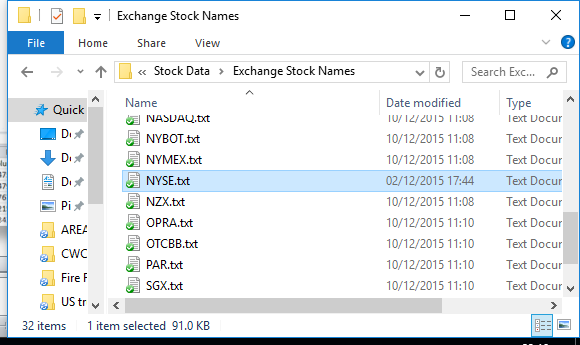 Exchange Stock Names
File Home Share View
Stock Data Exchange Stock Names Search Exc...
Name Date modified Type
Quick
NASDAQ.txt 10/12/2015 11:08 Text Docum
NYBOT.txt 10/12/2015 11:08 Text Docum
NYMEX.txt 10/12/2015 11:08 Text Docum
NYSE.txt 02/12/2015 17:44 Text Docum
Pi
NZX.txt 10/12/2015 11:08 Text Docum
AREA
OPRA.txt 10/12/2015 11:10 Text Docum
CWC
OTCBB.txt 10/12/2015 11:10 Text Docum
Fire F
PAR.txt 10/12/2015 11:10 Text Docum
US tr
SGX.txt 10/12/2015 11:10 Text Docum
32 items 1 item selected 91.0 KB